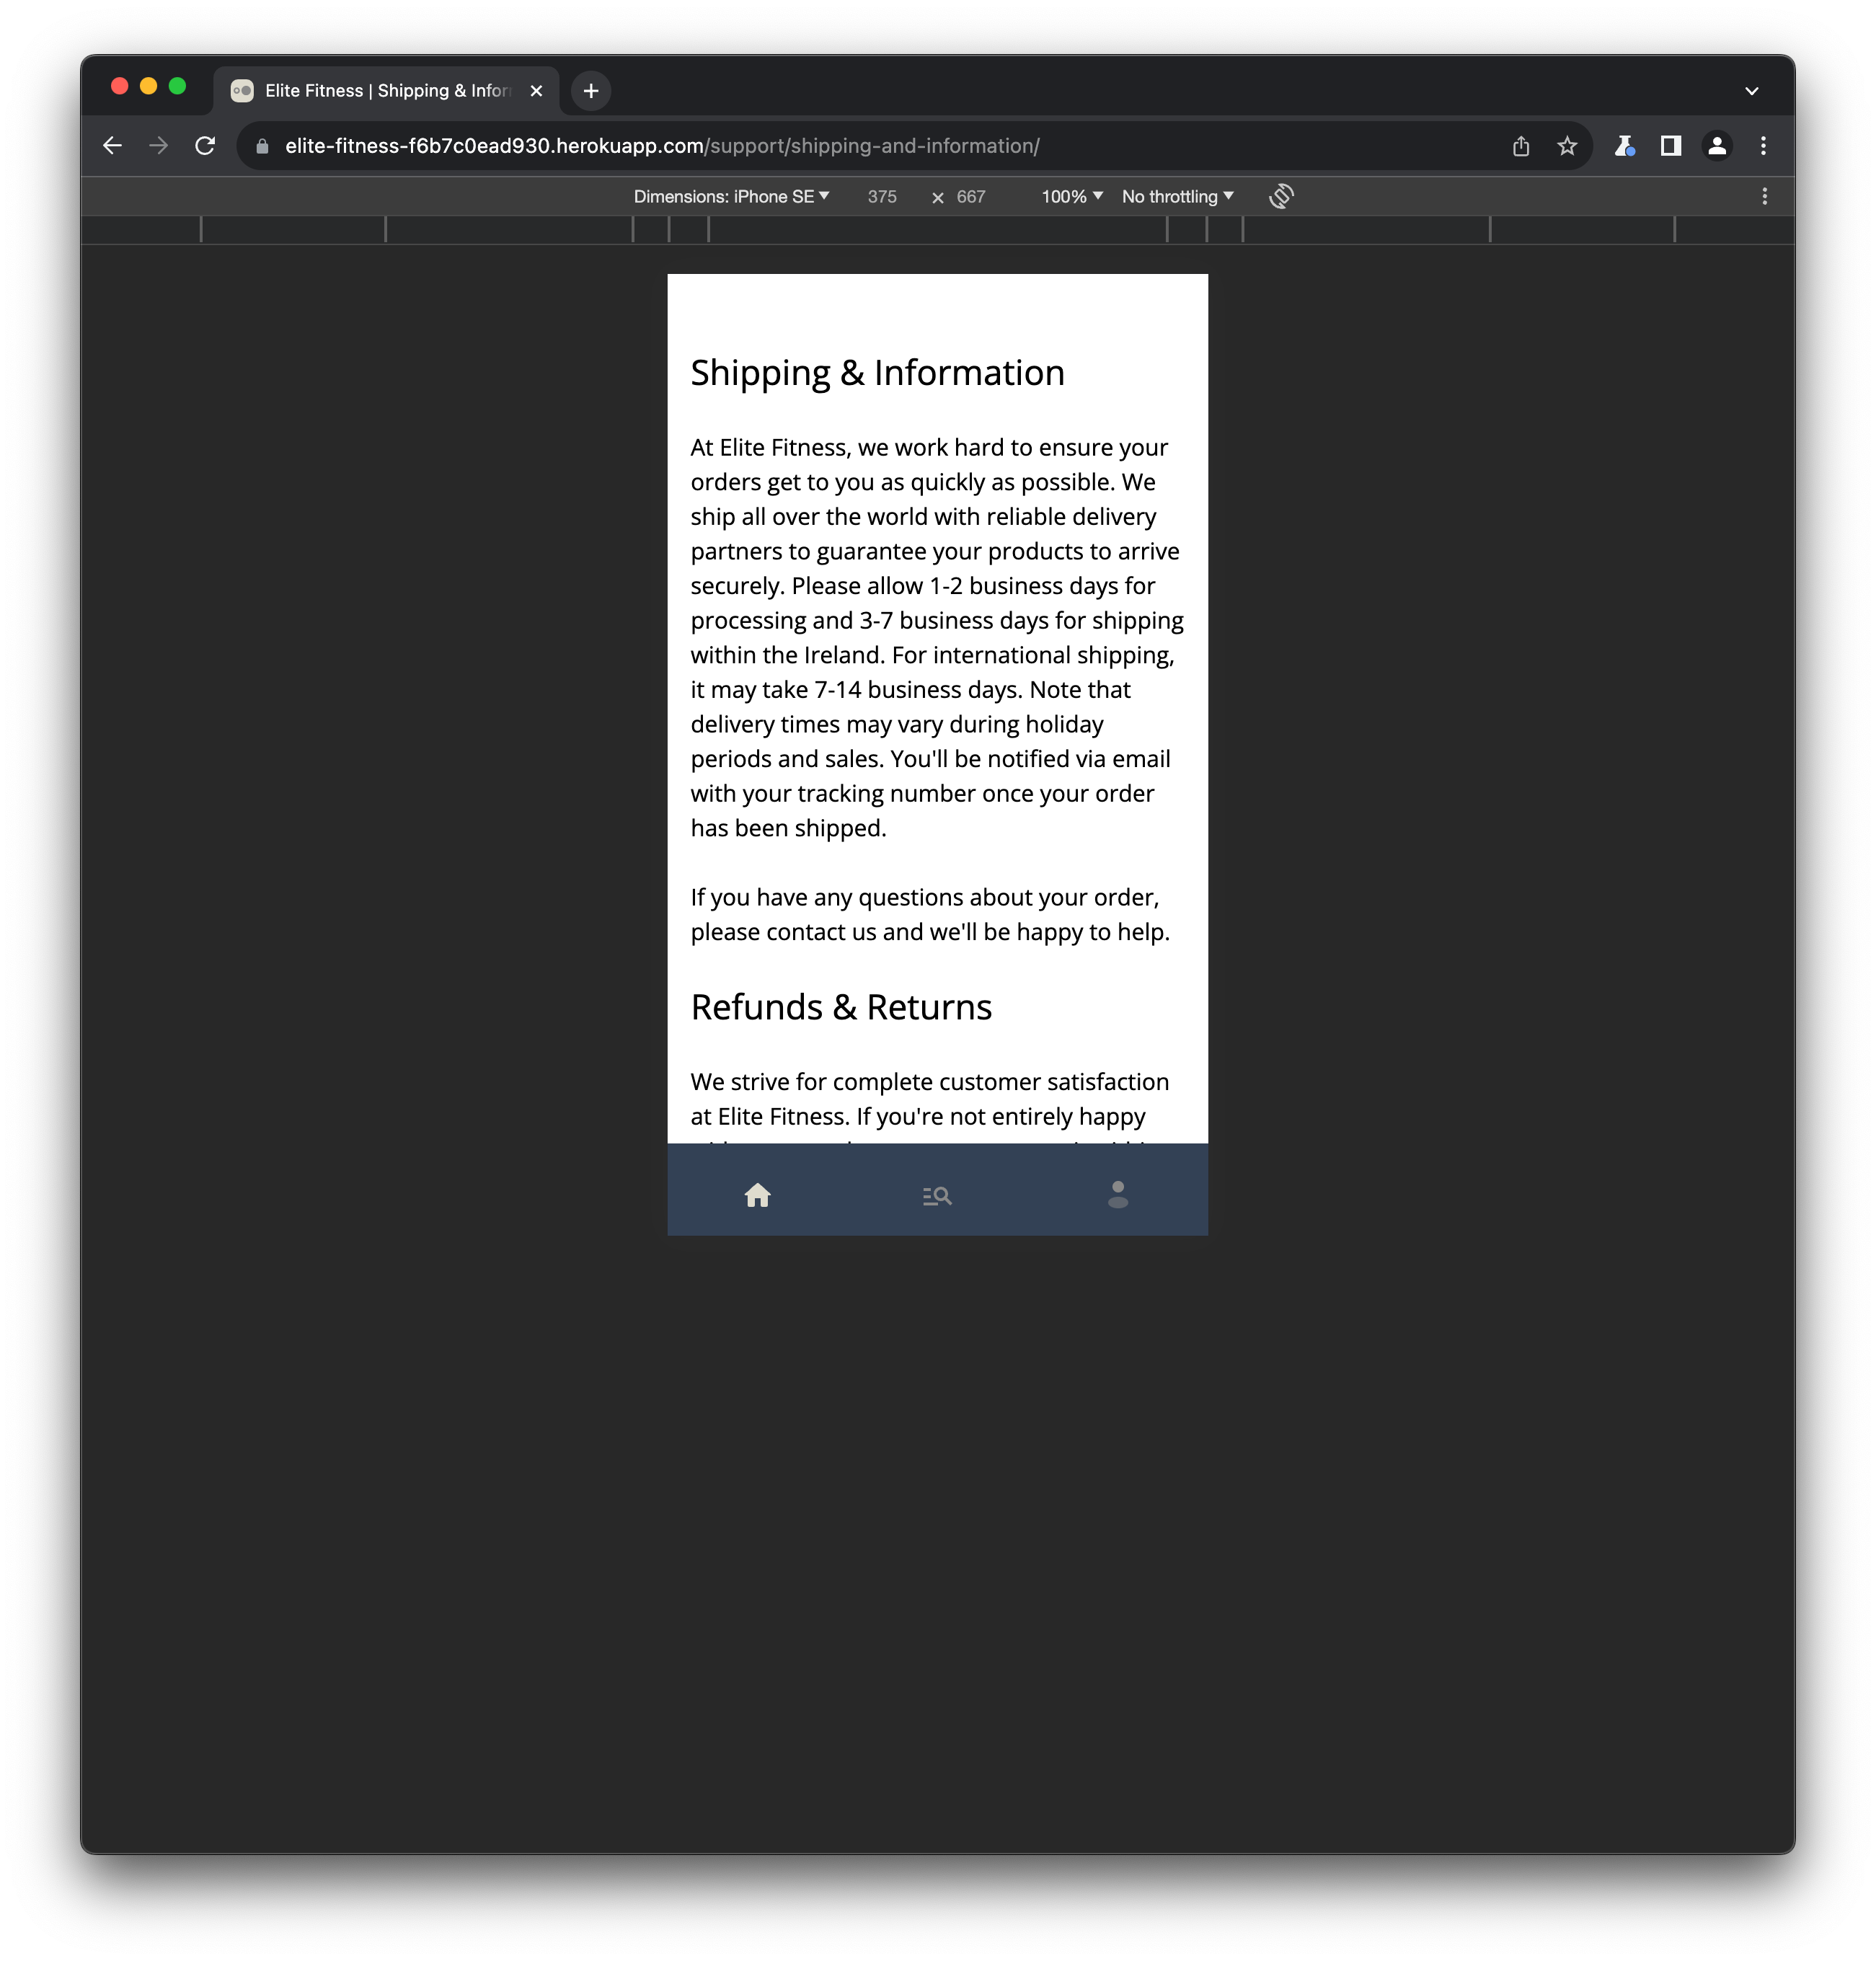 Elite Fitness | Shipping & Infor
elite-fitness-f6b7c0ead930.herokuapp.com/support/shipping-and-information/
Dimensions: iPhone SE 375 × 667 100% No throttling
Shipping & Information
At Elite Fitness, we work hard to ensure your
orders get to you as quickly as possible. We
ship all over the world with reliable delivery
partners to guarantee your products to arrive
securely. Please allow 1-2 business days for
processing and 3-7 business days for shipping
within the Ireland. For international shipping,
it may take 7-14 business days. Note that
delivery times may vary during holiday
periods and sales. You'll be notified via email
with your tracking number once your order
has been shipped.
If you have any questions about your order,
please contact us and we'll be happy to help.
Refunds & Returns
We strive for complete customer satisfaction
at Elite Fitness. If you're not entirely happy